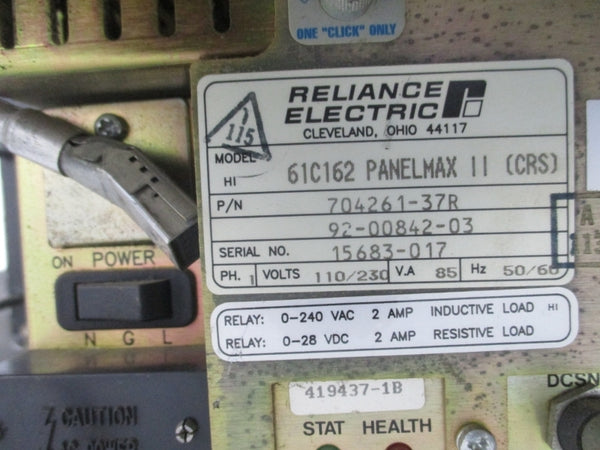 ONE "CLICK" ONLY
RELIANCE
ELECTRIC
CLEVELAND, OHIO 44117
115
MODEL
HI
61C162 PANELMAX II (CRS)
P/N
704261-37R
92-00842-03
SERIAL NO. 15683-017
PH. 1 VOLTS 110/230 V.A 85 Hz 50/60
RELAY: 0-240 VAC 2 AMP INDUCTIVE LOAD HI
RELAY: 0-28 VDC 2 AMP RESISTIVE LOAD
ON POWER
N G L
CAUTION
419437-1B
STAT HEALTH
DCSN